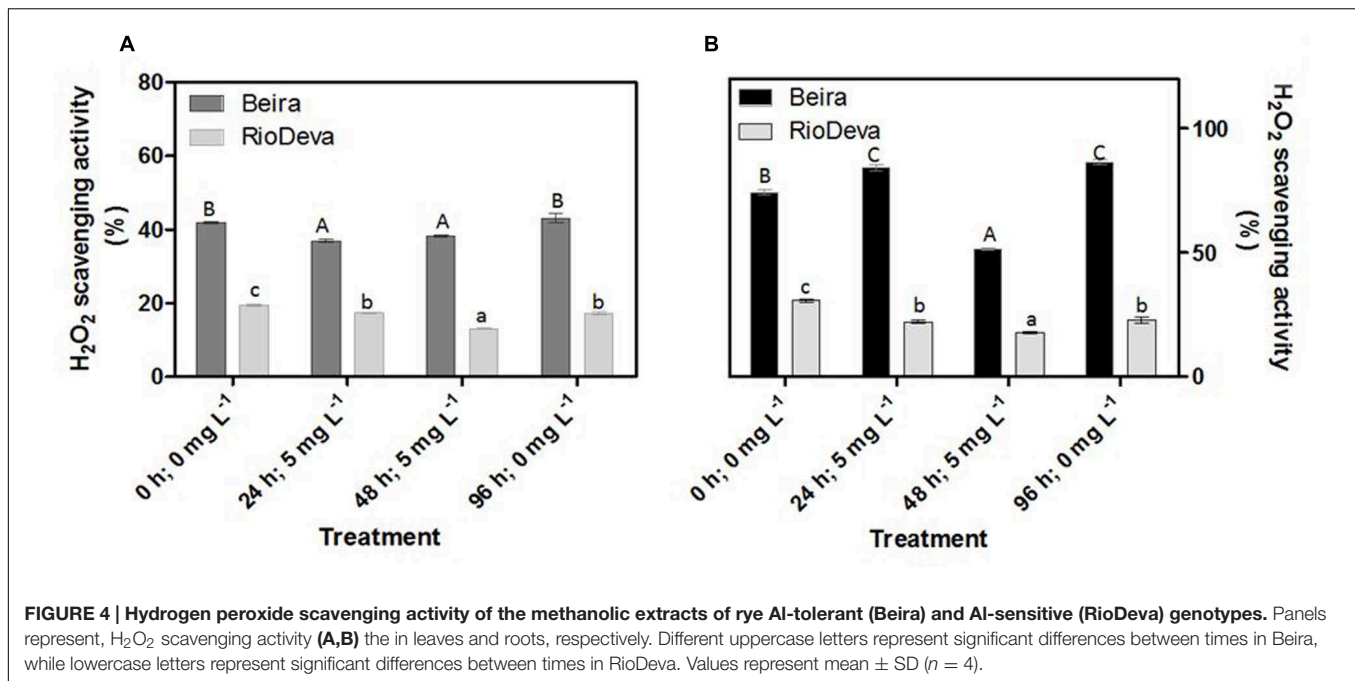 A
B
80
60
40
20
0
H₂O₂ scavenging activity
(%)
Beira
RioDeva
B
c
A
b
A
a
B
b
0 h; 0 mg L⁻¹
24 h; 5 mg L⁻¹
48 h; 5 mg L⁻¹
96 h; 0 mg L⁻¹
Treatment
Beira
RioDeva
B
c
C
b
A
a
C
b
100
50
0
H₂O₂ scavenging activity
(%)
0 h; 0 mg L⁻¹
24 h; 5 mg L⁻¹
48 h; 5 mg L⁻¹
96 h; 0 mg L⁻¹
Treatment
FIGURE 4 | Hydrogen peroxide scavenging activity of the methanolic extracts of rye Al-tolerant (Beira) and Al-sensitive (RioDeva) genotypes. Panels
represent, H₂O₂ scavenging activity (A,B) the in leaves and roots, respectively. Different uppercase letters represent significant differences between times in Beira,
while lowercase letters represent significant differences between times in RioDeva. Values represent mean ± SD (n = 4).